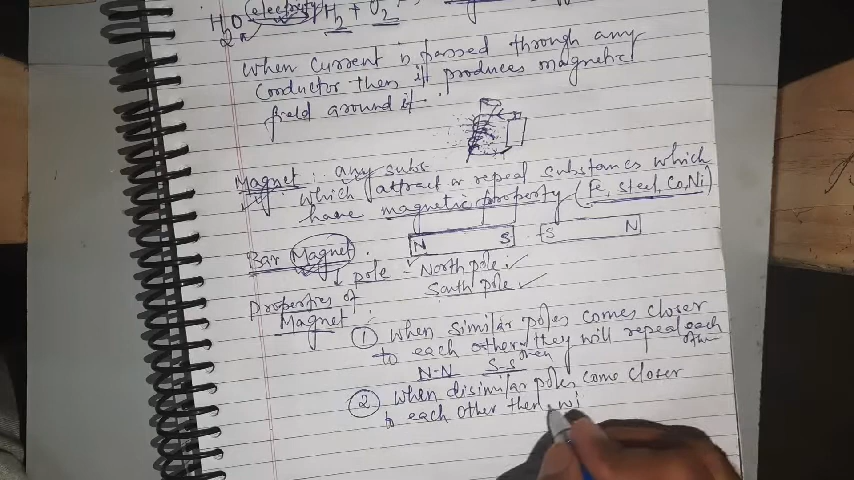 H2O electricity H2 + O2
when current is passed through any
conductor then it produces magnetic
field around it.
Magnet : any subs
which attract or repeal substances which
have magnetic property (Fe, steel, Co, Ni)
N S S N
Bar Magnet.
pole North pole
South pole
Properties of
Magnet :
1 When similar poles comes closer
to each other then they will repeal each other
N-N S-S
2 When disimilar poles come closer
to each other then wi